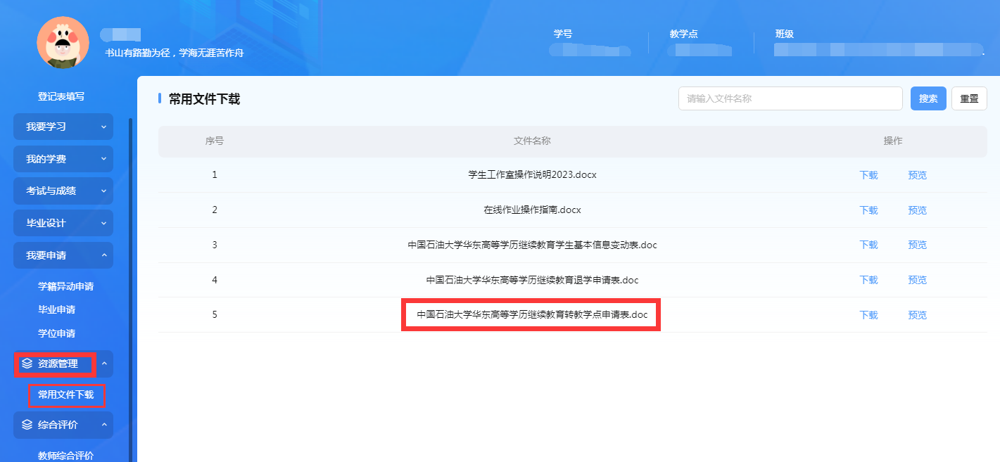 书山有路勤为径，学海无涯苦作舟
学号
教学点
班级
登记表填写
我要学习
我的学费
考试与成绩
毕业设计
我要申请
学籍异动申请
毕业申请
学位申请
资源管理
常用文件下载
综合评价
教师综合评价
常用文件下载
请输入文件名称
搜索
重置
序号 文件名称 操作
1 学生工作室操作说明2023.docx 下载 预览
2 在线作业操作指南.docx 下载 预览
3 中国石油大学华东高等学历继续教育学生基本信息变动表.doc 下载 预览
4 中国石油大学华东高等学历继续教育退学申请表.doc 下载 预览
5 中国石油大学华东高等学历继续教育转教学点申请表.doc 下载 预览